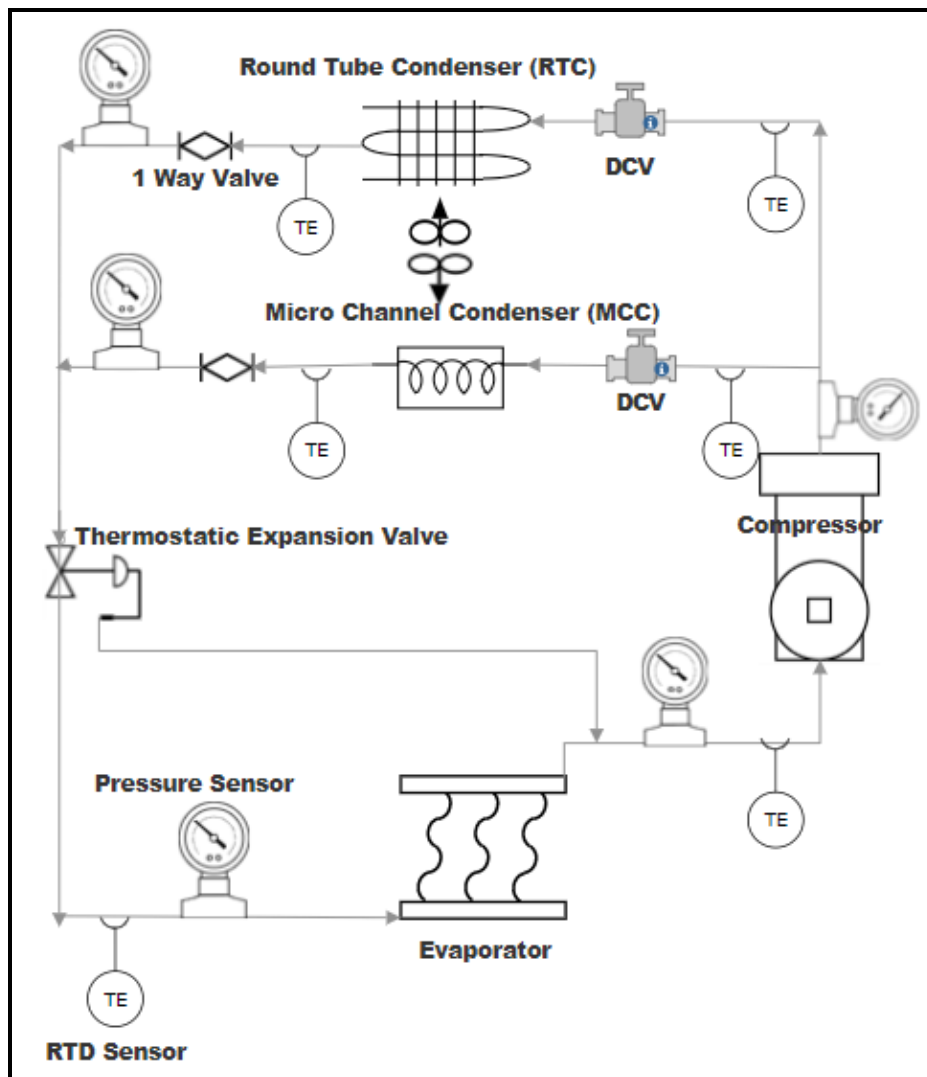 Round Tube Condenser (RTC)
DCV
1 Way Valve
TE
TE
Micro Channel Condenser (MCC)
DCV
TE
TE
Compressor
Thermostatic Expansion Valve
Pressure Sensor
TE
Evaporator
TE
RTD Sensor